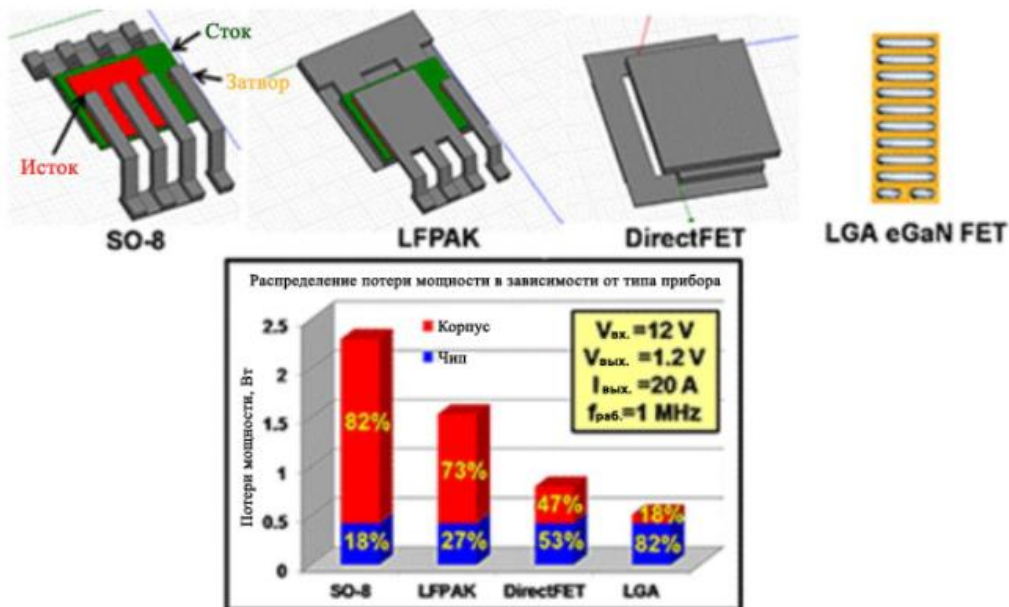 Сток
Затвор
Исток
SO-8
LFPAK
DirectFET
LGA eGaN FET
Распределение потери мощности в зависимости от типа прибора
Потери мощности, Вт
2.5
2
1.5
1
0.5
0
Корпус
Чип
Vвх. =12 V
Vвых. =1.2 V
I вых. =20 A
fраб.=1 MHz
82%
73%
47%
18%
18%
27%
53%
82%
SO-8
LFPAK
DirectFET
LGA